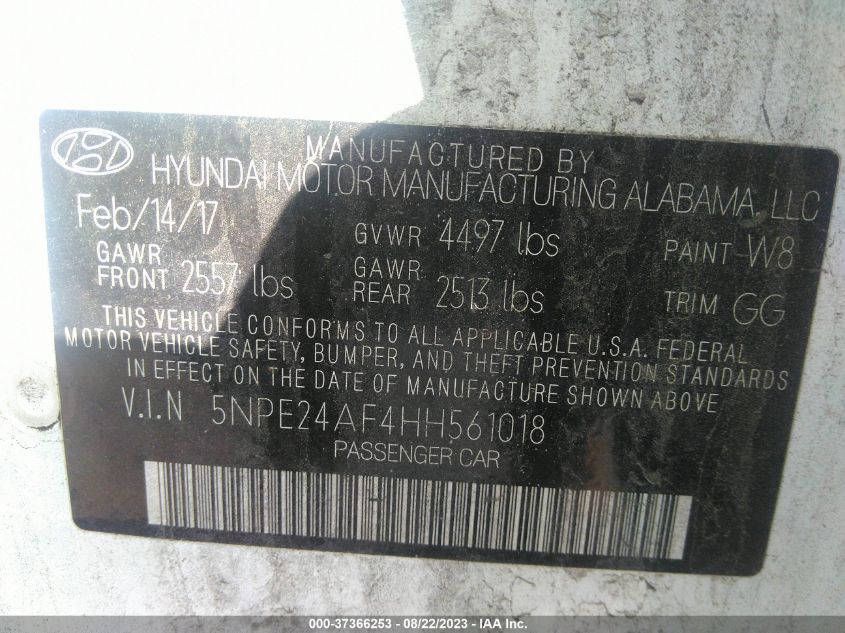 MANUFACTURED BY
HYUNDAI MOTOR MANUFACTURING ALABAMA, LLC
Feb/14/17 GVWR 4497 lbs PAINT W8
GAWR FRONT 2557 lbs GAWR REAR 2513 lbs TRIM GG
THIS VEHICLE CONFORMS TO ALL APPLICABLE U.S.A. FEDERAL
MOTOR VEHICLE SAFETY, BUMPER, AND THEFT PREVENTION STANDARDS
IN EFFECT ON THE DATE OF MANUFACTURE SHOWN ABOVE
V.I.N 5NPE24AF4HH561018
PASSENGER CAR
000-37366253 - 08/22/2023 - IAAI Inc.